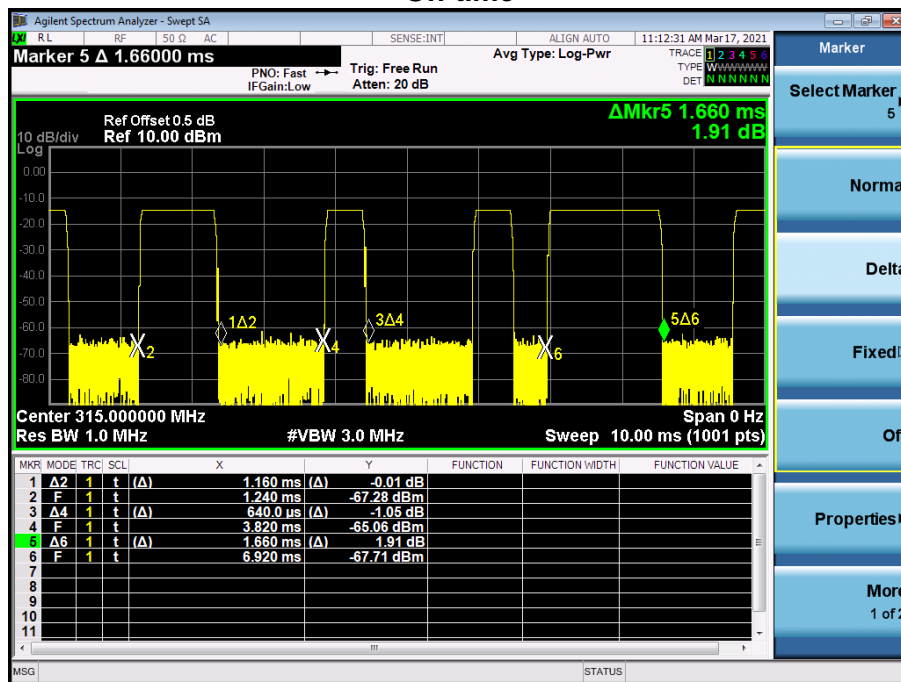 Agilent Spectrum Analyzer - Swept SA
LXI RL RF 50 Ω AC SENSE:INT ALIGN AUTO 11:12:31 AM Mar 17, 2021
Marker 5 Δ 1.66000 ms
PNO: Fast
IFGain:Low
Trig: Free Run
Atten: 20 dB
Avg Type: Log-Pwr
TRACE 1 2 3 4 5 6
TYPE WWWWWW
DET N N N N N N
ΔMkr5 1.660 ms
1.91 dB
Ref Offset 0.5 dB
10 dB/div Ref 10.00 dBm
Log
0.00
-10.0
-20.0
-30.0
-40.0
-50.0
-60.0
-70.0
-80.0
1Δ2
3Δ4
5Δ6
2
4
6
Center 315.000000 MHz Span 0 Hz
Res BW 1.0 MHz #VBW 3.0 MHz Sweep 10.00 ms (1001 pts)
MKR MODE TRC SCL X Y FUNCTION FUNCTION WIDTH FUNCTION VALUE
1 Δ2 1 t (Δ) 1.160 ms (Δ) -0.01 dB
2 F 1 t 1.240 ms -67.28 dBm
3 Δ4 1 t (Δ) 640.0 µs (Δ) -1.05 dB
4 F 1 t 3.820 ms -65.06 dBm
5 Δ6 1 t (Δ) 1.660 ms (Δ) 1.91 dB
6 F 1 t 6.920 ms -67.71 dBm
7
8
9
10
11
MSG STATUS
Marker
Select Marker
5
Norma
Delta
Fixed
Of
Properties
More
1 of 2